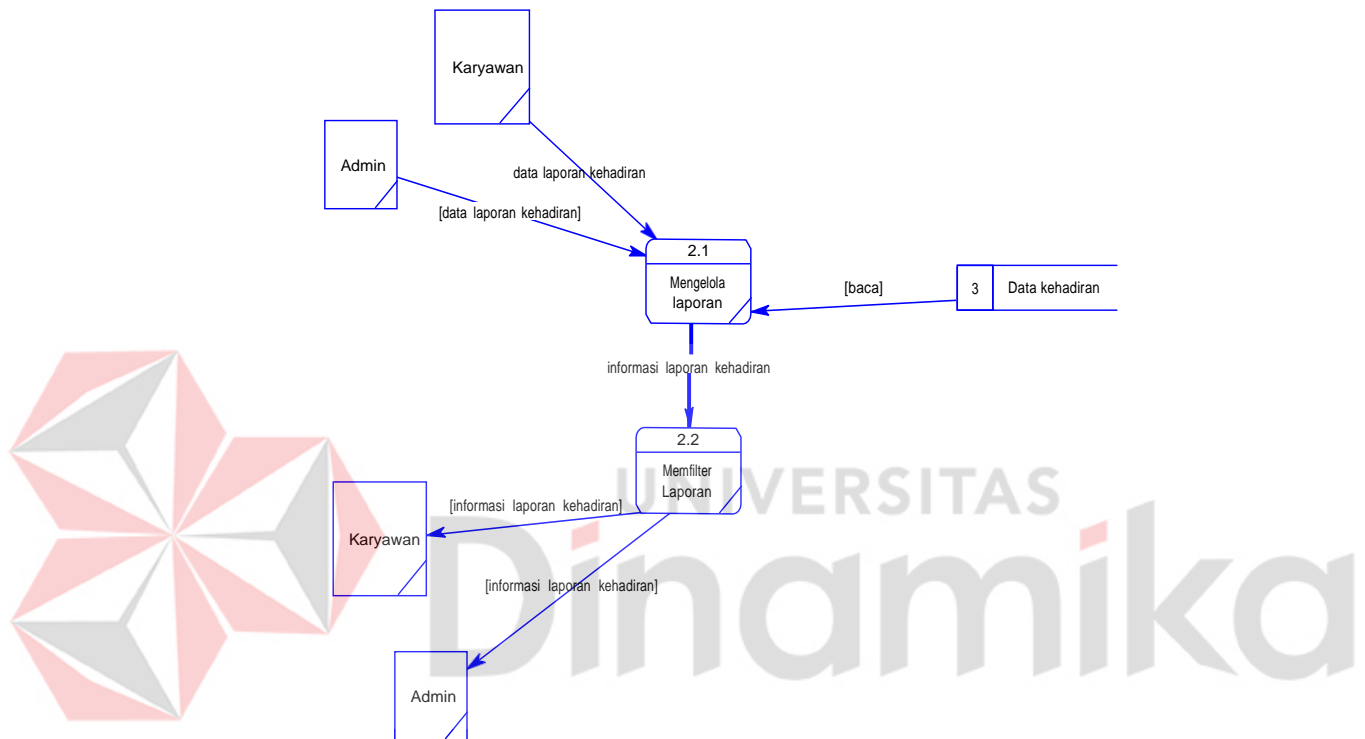 Karyawan
Admin
data laporan kehadiran
[data laporan kehadiran]
2.1
Mengelola
laporan
[baca]
3
Data kehadiran
informasi laporan kehadiran
2.2
Memfilter
Laporan
UNIVERSITAS
Dinamika
[informasi laporan kehadiran]
Karyawan
[informasi laporan kehadiran]
Admin